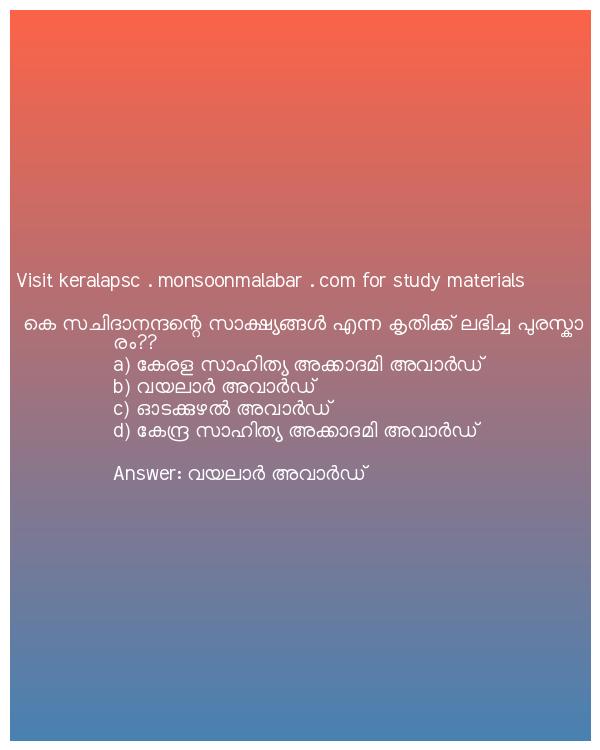 Visit keralapsc . monsoonmalabar . com for study materials
കെ സചിദാനന്ദന്റെ സാക്ഷ്യങ്ങൾ എന്ന കൃതിക്ക് ലഭിച്ച പുരസ്കാ
രം??
a) കേരള സാഹിത്യ അക്കാദമി അവാർഡ്
b) വയലാർ അവാർഡ്
c) ഓടക്കുഴൽ അവാർഡ്
d) കേന്ദ്ര സാഹിത്യ അക്കാദമി അവാർഡ്
Answer: വയലാർ അവാർഡ്